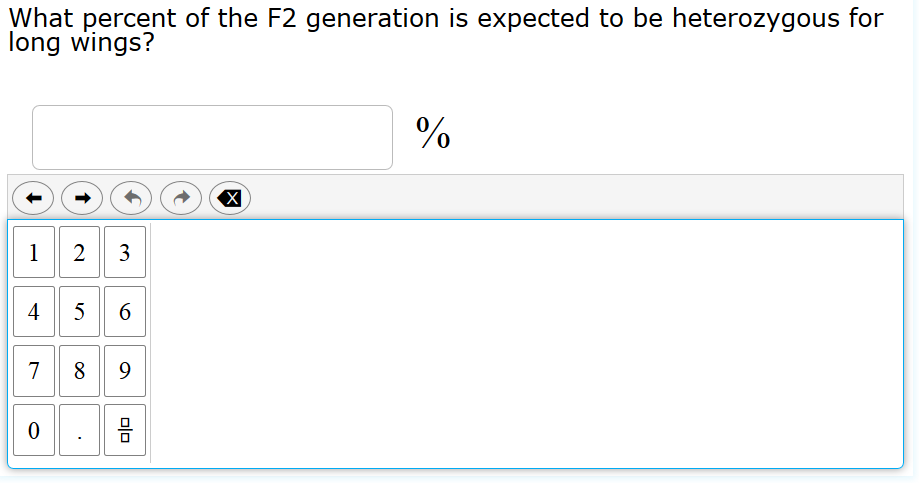 What percent of the F2 generation is expected to be heterozygous for
long wings?
%
X
1 2 3
4 5 6
7 8 9
0 .